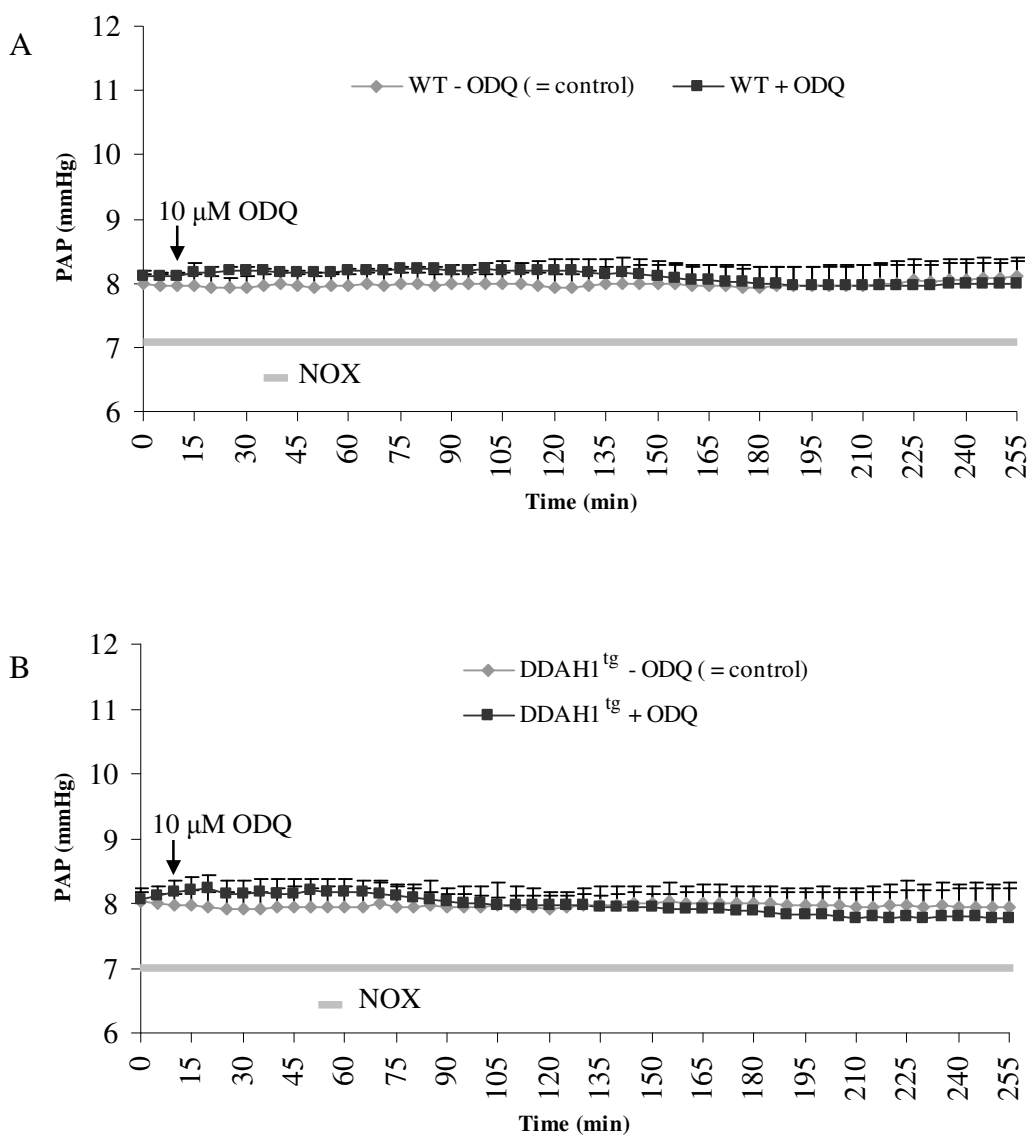 A
12
11
10
9
8
7
6
PAP (mmHg)
WT - ODQ ( = control)
WT + ODQ
10 µM ODQ
NOX
0 15 30 45 60 75 90 105 120 135 150 165 180 195 210 225 240 255
Time (min)
B
12
11
10
9
8
7
6
PAP (mmHg)
DDAH1 tg - ODQ ( = control)
DDAH1 tg + ODQ
10 µM ODQ
NOX
0 15 30 45 60 75 90 105 120 135 150 165 180 195 210 225 240 255
Time (min)